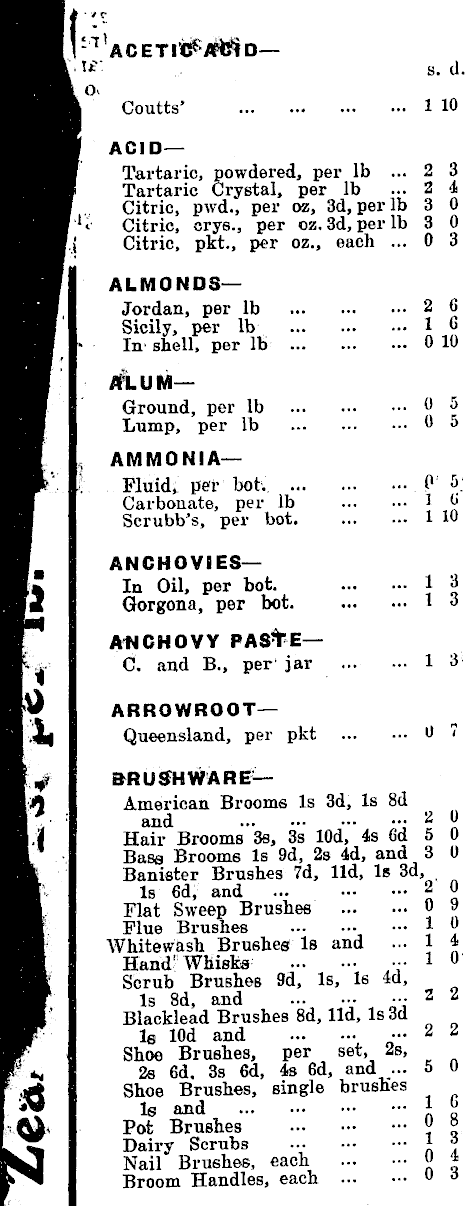 ACETIC ACID—
s. d.
Coutts' ... ... ... ... 1 10
ACID—
Tartaric, powdered, per lb ... 2 3
Tartaric Crystal, per lb ... 2 4
Citric, pwd., per oz, 3d, per lb 3 0
Citric, crys., per oz. 3d, per lb 3 0
Citric, pkt., per oz., each ... 0 3
ALMONDS—
Jordan, per lb ... ... ... 2 6
Sicily, per lb ... ... ... 1 6
In shell, per lb ... ... ... 0 10
ALUM—
Ground, per lb ... ... ... 0 5
Lump, per lb ... ... ... 0 5
AMMONIA—
Fluid, per bot. ... ... ... 0 5
Carbonate, per lb ... ... 1 6
Scrubb's, per bot. ... ... 1 10
ANCHOVIES—
In Oil, per bot. ... ... 1 3
Gorgona, per bot. ... ... 1 3
ANCHOVY PASTE—
C. and B., per jar ... ... 1 3
ARROWROOT—
Queensland, per pkt ... ... 0 7
BRUSHWARE—
American Brooms 1s 3d, 1s 8d
and ... ... ... ... 2 0
Hair Brooms 3s, 3s 10d, 4s 6d 5 0
Bass Brooms 1s 9d, 2s 4d, and 3 0
Banister Brushes 7d, 11d, 1s 3d,
1s 6d, and ... ... ... 2 0
Flat Sweep Brushes ... ... 0 9
Flue Brushes ... ... ... 1 0
Whitewash Brushes 1s and ... 1 4
Hand Whisks ... ... ... 1 0
Scrub Brushes 9d, 1s, 1s 4d,
1s 8d, and ... ... ... 2 2
Blacklead Brushes 8d, 11d, 1s 3d
1s 10d and ... ... ... 2 2
Shoe Brushes, per set, 2s,
2s 6d, 3s 6d, 4s 6d, and ... 5 0
Shoe Brushes, single brushes
1s and ... ... ... ... 1 6
Pot Brushes ... ... ... 0 8
Dairy Scrubs ... ... ... 1 3
Nail Brushes, each ... ... 0 4
Broom Handles, each ... ... 0 3
per lb.
Zea